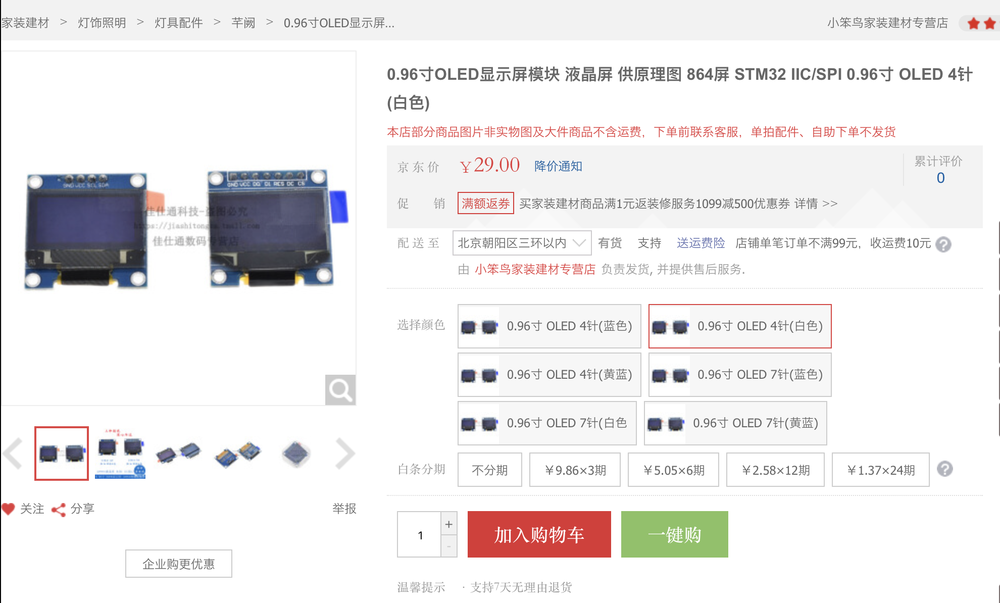 家装建材 > 灯饰照明 > 灯具配件 > 芊阙 > 0.96寸OLED显示屏...
小笨鸟家装建材专营店
0.96寸OLED显示屏模块 液晶屏 供原理图 864屏 STM32 IIC/SPI 0.96寸 OLED 4针
(白色)
本店部分商品图片非实物图及大件商品不含运费，下单前联系客服，单拍配件、自助下单不发货
京东价 ￥29.00 降价通知
累计评价
0
促销 满额返券 买家装建材商品满1元返装修服务1099减500优惠券 详情 >>
配送至 北京朝阳区三环以内 有货 支持 送运费险 店铺单笔订单不满99元，收运费10元
由 小笨鸟家装建材专营店 负责发货, 并提供售后服务.
选择颜色
0.96寸 OLED 4针(蓝色)
0.96寸 OLED 4针(白色)
0.96寸 OLED 4针(黄蓝)
0.96寸 OLED 7针(蓝色)
0.96寸 OLED 7针(白色
0.96寸 OLED 7针(黄蓝)
白条分期 不分期 ￥9.86×3期 ￥5.05×6期 ￥2.58×12期 ￥1.37×24期
1 + -
加入购物车
一键购
温馨提示 · 支持7天无理由退货
GND VCC SCL SDA
GND VCC D0 D1 RES DC CS
佳仕通科技-盗图必究
佳仕通数码专营店
关注 分享
举报
企业购更优惠